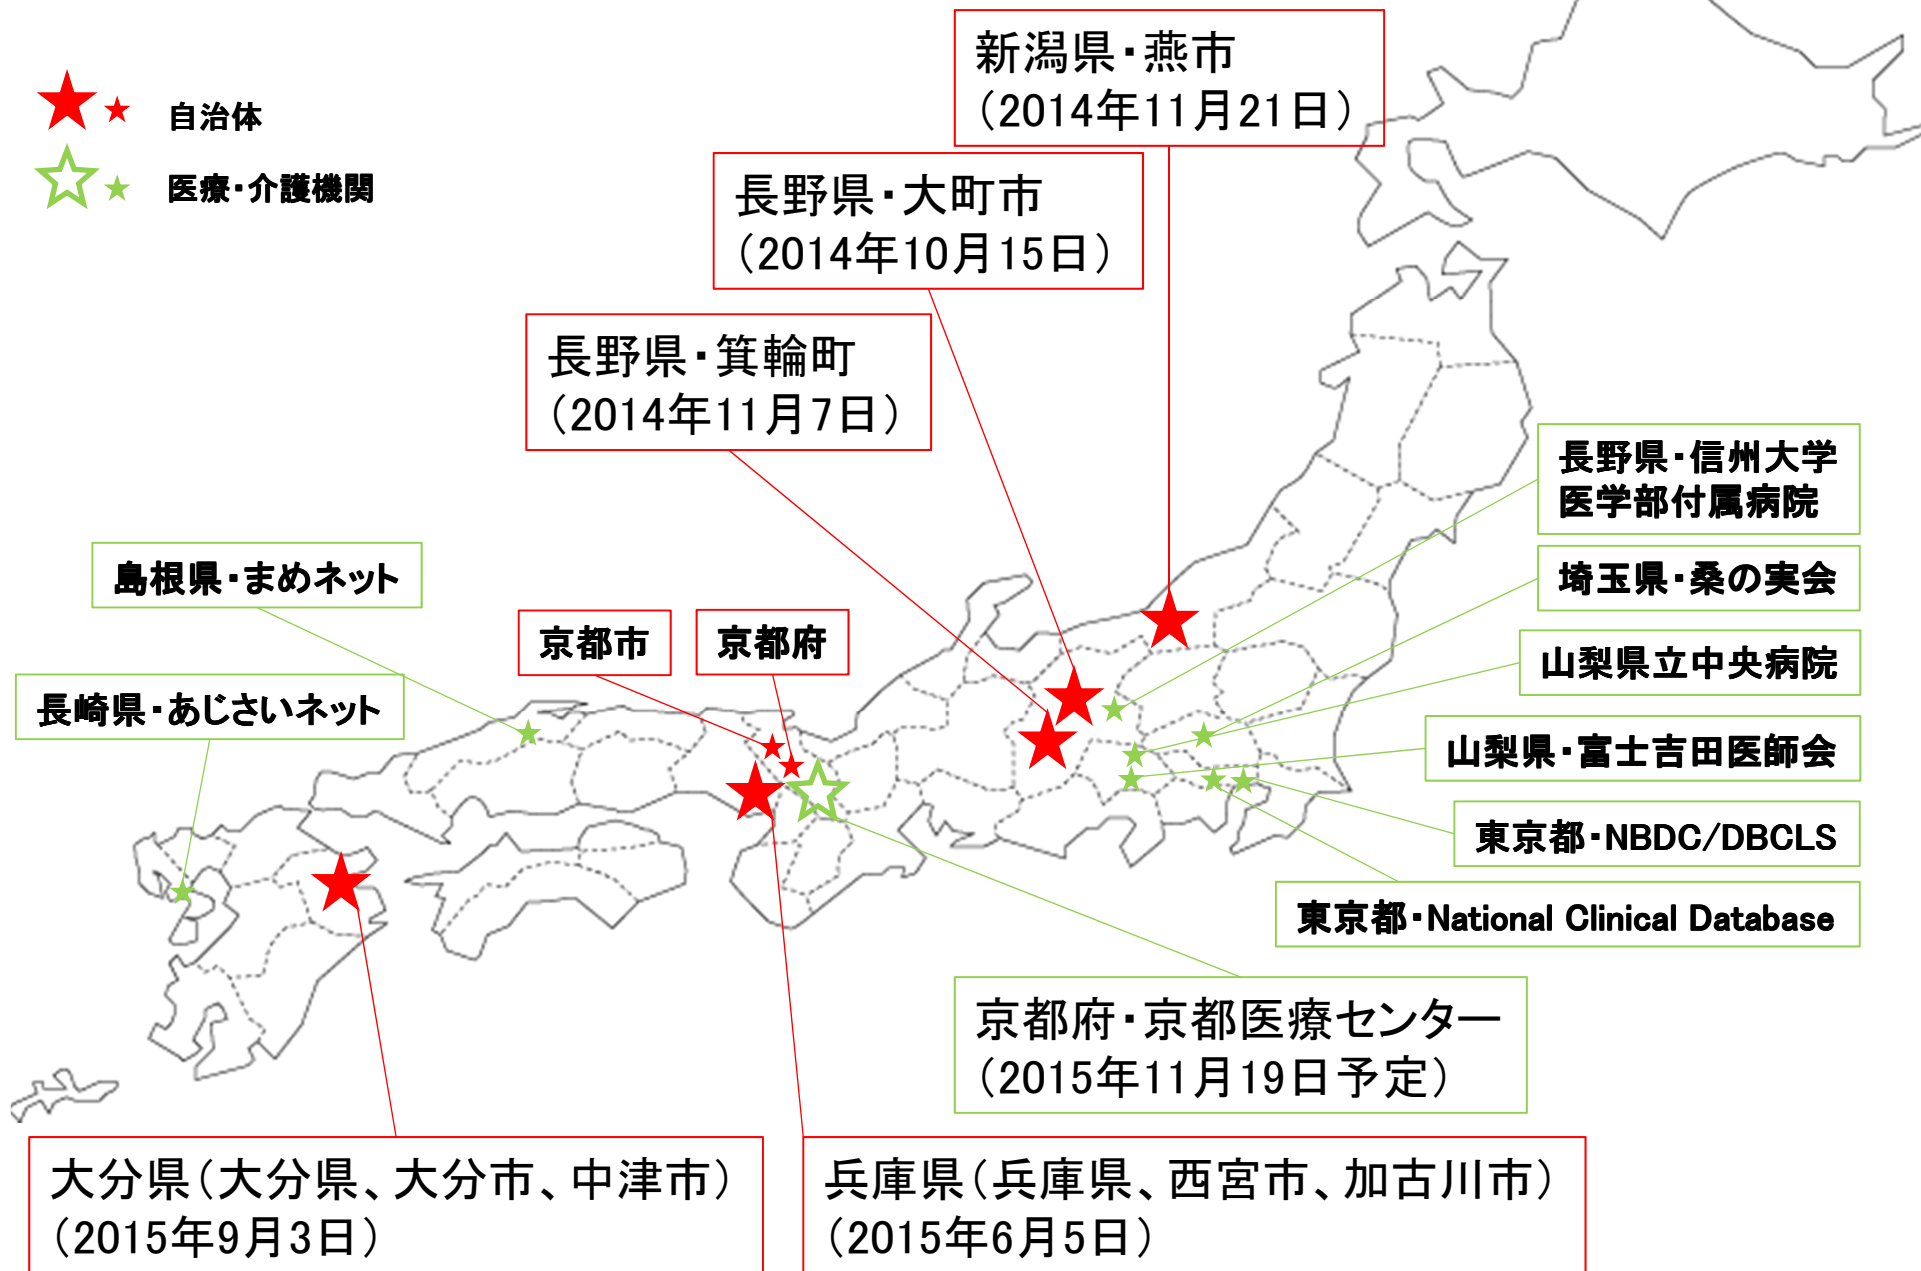 自治体
医療・介護機関
新潟県・燕市
（2014年11月21日）
長野県・大町市
（2014年10月15日）
長野県・箕輪町
（2014年11月7日）
長野県・信州大学
医学部付属病院
埼玉県・桑の実会
山梨県立中央病院
山梨県・富士吉田医師会
東京都・NBDC/DBCLS
東京都・National Clinical Database
島根県・まめネット
長崎県・あじさいネット
京都市
京都府
京都府・京都医療センター
（2015年11月19日予定）
大分県（大分県、大分市、中津市）
（2015年9月3日）
兵庫県（兵庫県、西宮市、加古川市）
（2015年6月5日）